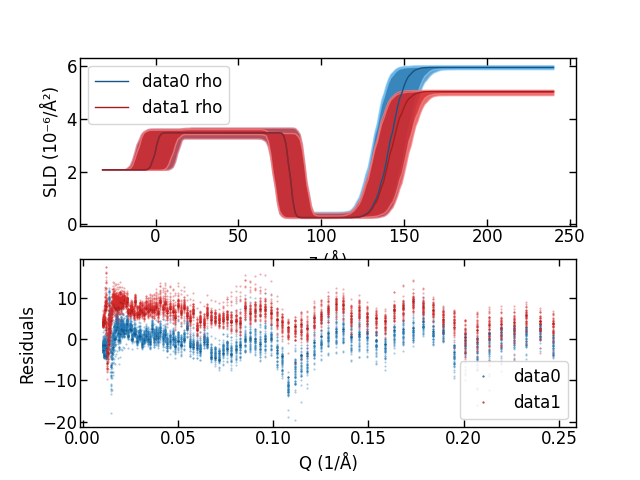 6
4
2
0
SLD (10⁻⁶/Å²)
data0 rho
data1 rho
0
50
100
150
200
250
z (Å)
10
0
−10
−20
Residuals
data0
data1
0.00
0.05
0.10
0.15
0.20
0.25
Q (1/Å)